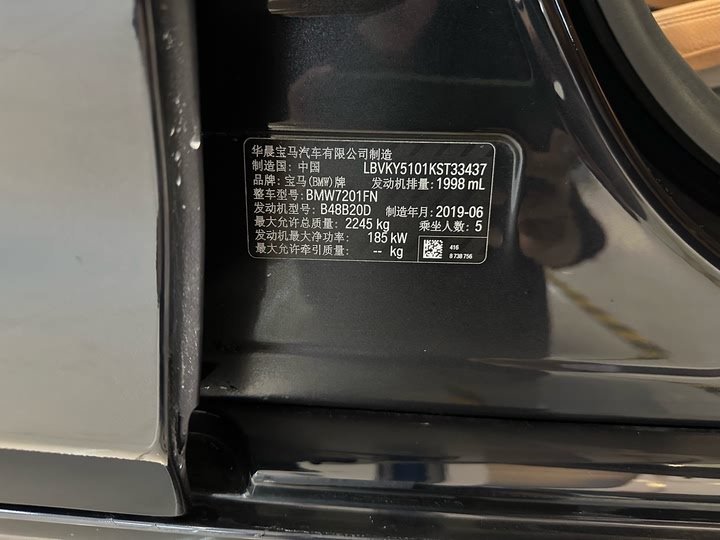 华晨宝马汽车有限公司制造
制造国: 中国 LBVKY5101KST33437
品牌: 宝马(BMW)牌 发动机排量: 1998 mL
整车型号: BMW7201FN
发动机型号: B48B20D 制造年月: 2019-06
最大允许总质量: 2245 kg 乘坐人数: 5
发动机最大净功率: 185 kW
最大允许牵引质量: -- kg
416
8 738 756